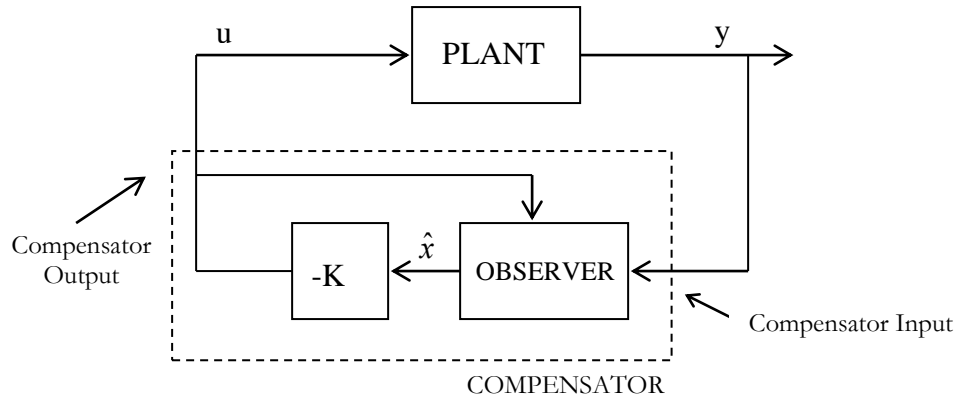 u
PLANT
y
Compensator
Output
-K
x̂
OBSERVER
Compensator Input
COMPENSATOR